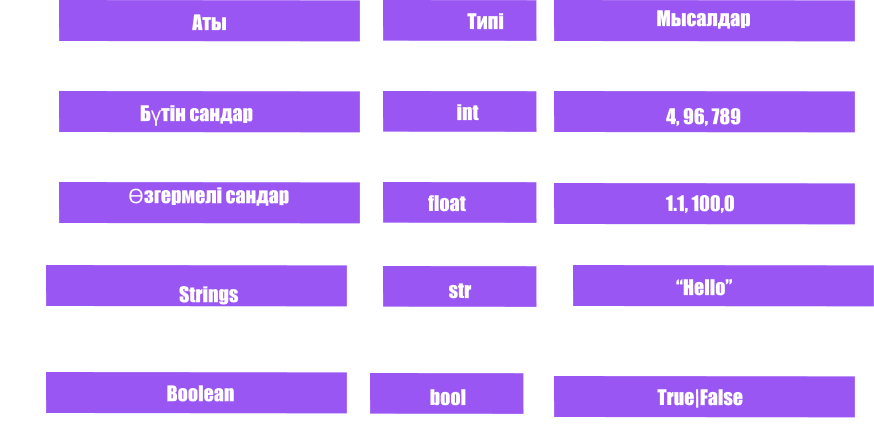 Аты Типі Мысалдар
Бүтін сандар int 4, 96, 789
Өзгермелі сандар float 1.1, 100,0
Strings str “Hello”
Boolean bool True|False